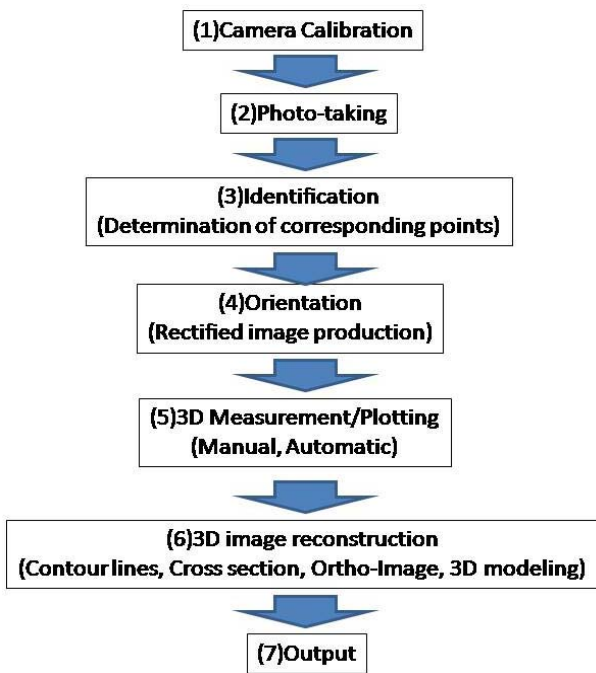 (1)Camera Calibration
(2)Photo-taking
(3)Identification
(Determination of corresponding points)
(4)Orientation
(Rectified image production)
(5)3D Measurement/Plotting
(Manual, Automatic)
(6)3D image reconstruction
(Contour lines, Cross section, Ortho-Image, 3D modeling)
(7)Output